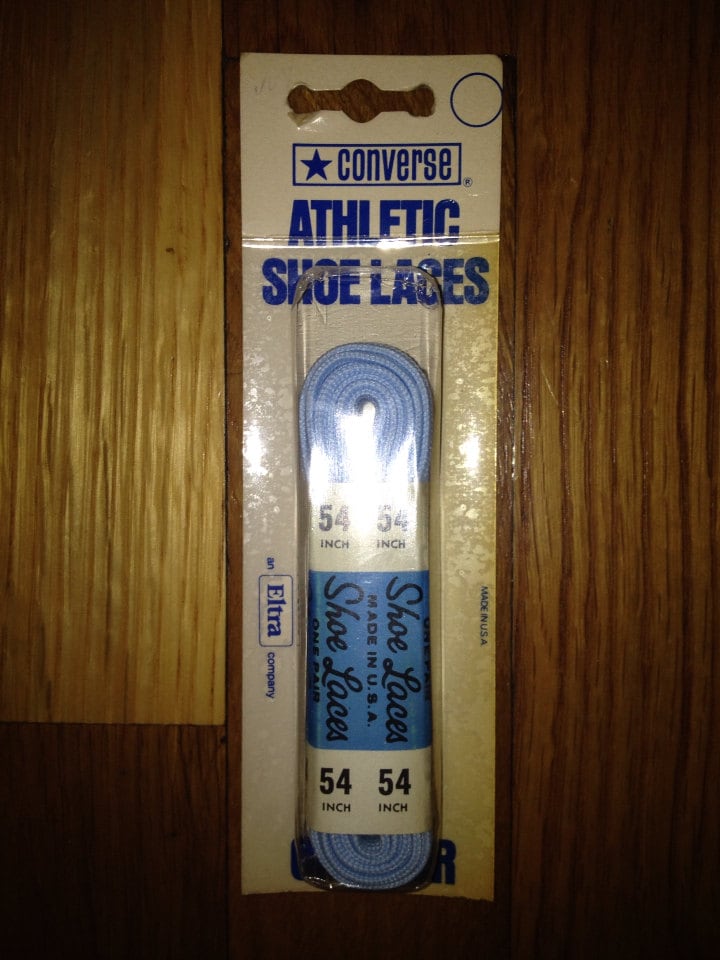 ★ CONVERSE ®
ATHLETIC
SHOE LACES
54 54
INCH INCH
Shoe Laces
MADE IN U.S.A.
Shoe Laces
ONE PAIR
54 54
INCH INCH
an
Eltra
company
MADE IN U.S.A.